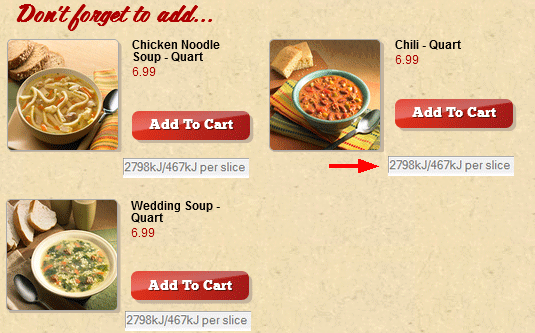 Don't forget to add...
Chicken Noodle
Soup - Quart
6.99
Add To Cart
2798kJ/467kJ per slice
Chili - Quart
6.99
Add To Cart
2798kJ/467kJ per slice
Wedding Soup -
Quart
6.99
Add To Cart
2798kJ/467kJ per slice